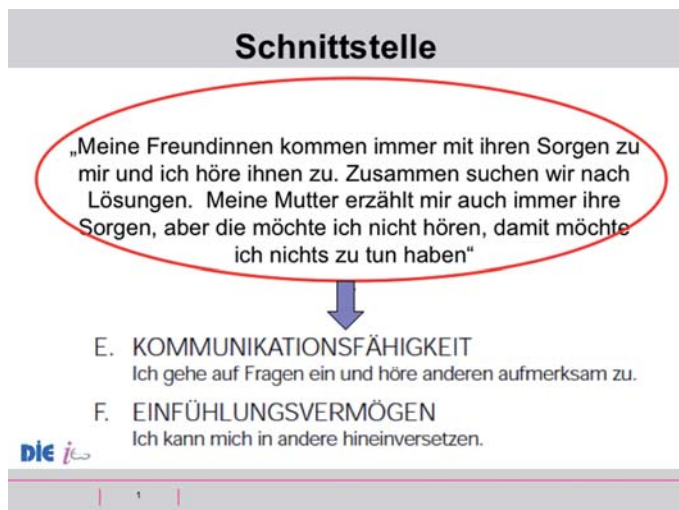 Schnittstelle
„Meine Freundinnen kommen immer mit ihren Sorgen zu
mir und ich höre ihnen zu. Zusammen suchen wir nach
Lösungen.  Meine Mutter erzählt mir auch immer ihre
Sorgen, aber die möchte ich nicht hören, damit möchte
ich nichts zu tun haben“
E. KOMMUNIKATIONSFÄHIGKEIT
Ich gehe auf Fragen ein und höre anderen aufmerksam zu.
F. EINFÜHLUNGSVERMÖGEN
Ich kann mich in andere hineinversetzen.
DIE
1